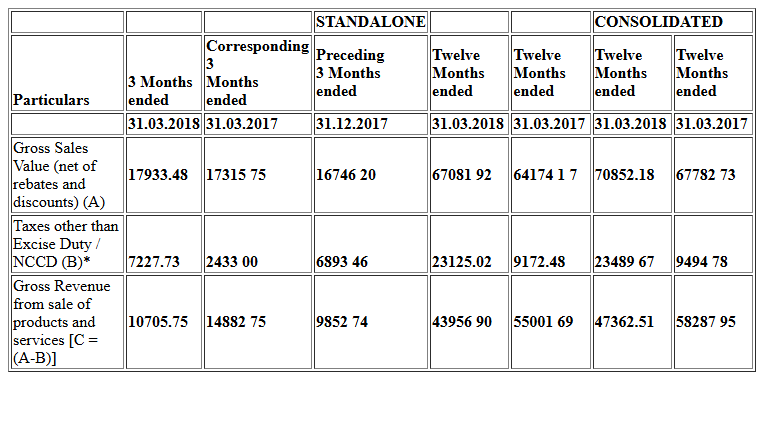 STANDALONE CONSOLIDATED
Particulars 3 Months ended Corresponding 3 Months ended Preceding 3 Months ended Twelve Months ended Twelve Months ended Twelve Months ended Twelve Months ended
31.03.2018 31.03.2017 31.12.2017 31.03.2018 31.03.2017 31.03.2018 31.03.2017
Gross Sales Value (net of rebates and discounts) (A) 17933.48 17315 75 16746 20 67081 92 64174 1 7 70852.18 67782 73
Taxes other than Excise Duty / NCCD (B)* 7227.73 2433 00 6893 46 23125.02 9172.48 23489 67 9494 78
Gross Revenue from sale of products and services [C = (A-B)] 10705.75 14882 75 9852 74 43956 90 55001 69 47362.51 58287 95